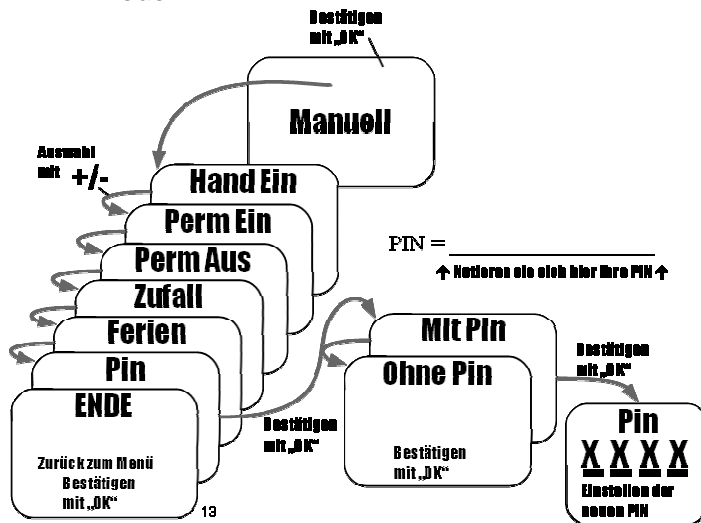 Bestätigen
mit „OK“
Manuell
Auswahl
mit +/-
Hand Ein
Perm Ein
Perm Aus
Zufall
Ferien
Pin
ENDE
Zurück zum Menü
Bestätigen
mit „OK“
13
PIN =
↑ Notieren sie sich hier Ihre PIN ↑
Bestätigen
mit „OK“
Mit Pin
Ohne Pin
Bestätigen
mit „OK“
Bestätigen
mit „OK“
Pin
X X X X
Einstellen der
neuen PIN